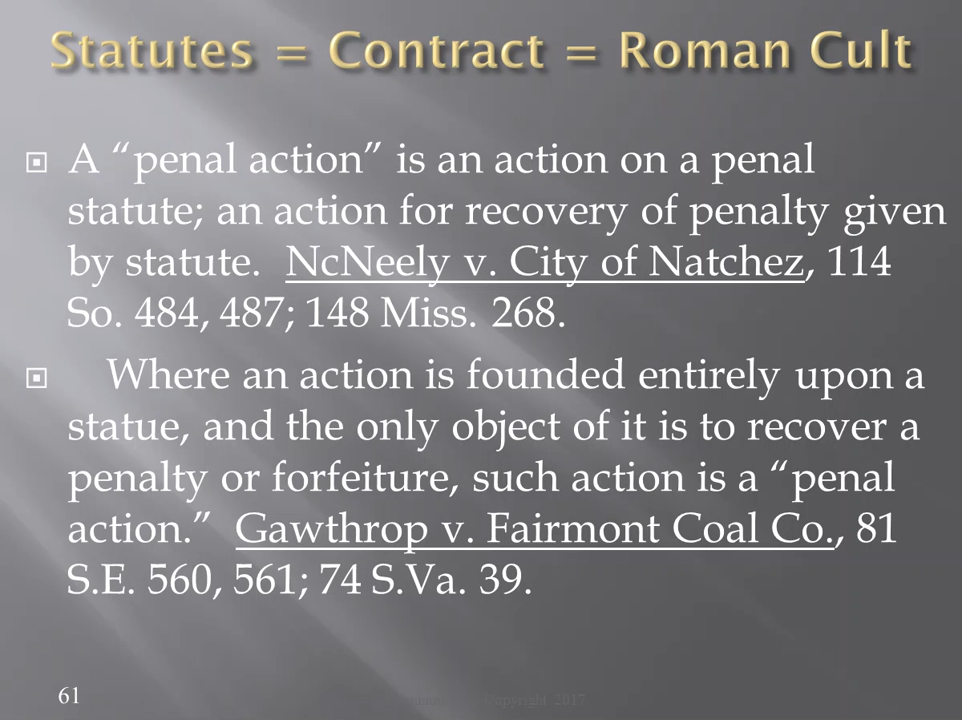 Statutes = Contract = Roman Cult
A “penal action” is an action on a penal
statute; an action for recovery of penalty given
by statute. NcNeely v. City of Natchez, 114
So. 484, 487; 148 Miss. 268.
Where an action is founded entirely upon a
statue, and the only object of it is to recover a
penalty or forfeiture, such action is a “penal
action.” Gawthrop v. Fairmont Coal Co., 81
S.E. 560, 561; 74 S.Va. 39.
61
Copyright 2017